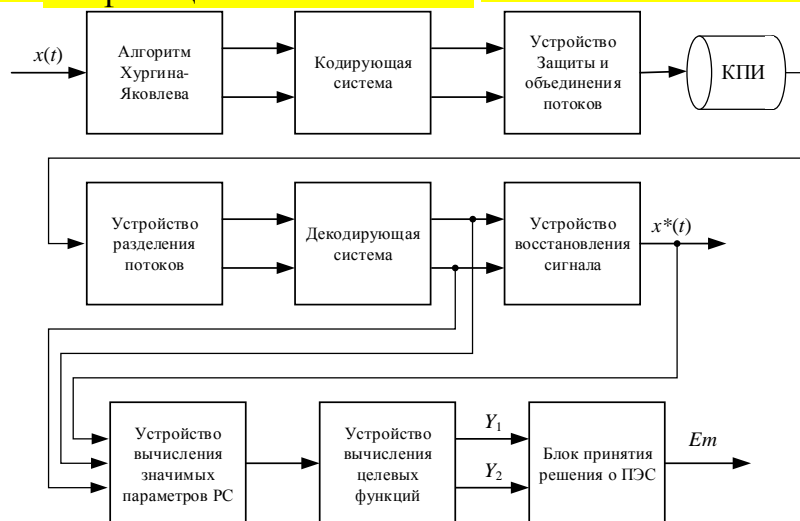 x(t)
Алгоритм
Хургина-
Яковлева
Кодирующая
система
Устройство
Защиты и
объединения
потоков
КПИ
Устройство
разделения
потоков
Декодирующая
система
Устройство
восстановления
сигнала
x*(t)
Устройство
вычисления
значимых
параметров РС
Устройство
вычисления
целевых
функций
Y1
Y2
Блок принятия
решения о ПЭС
Em